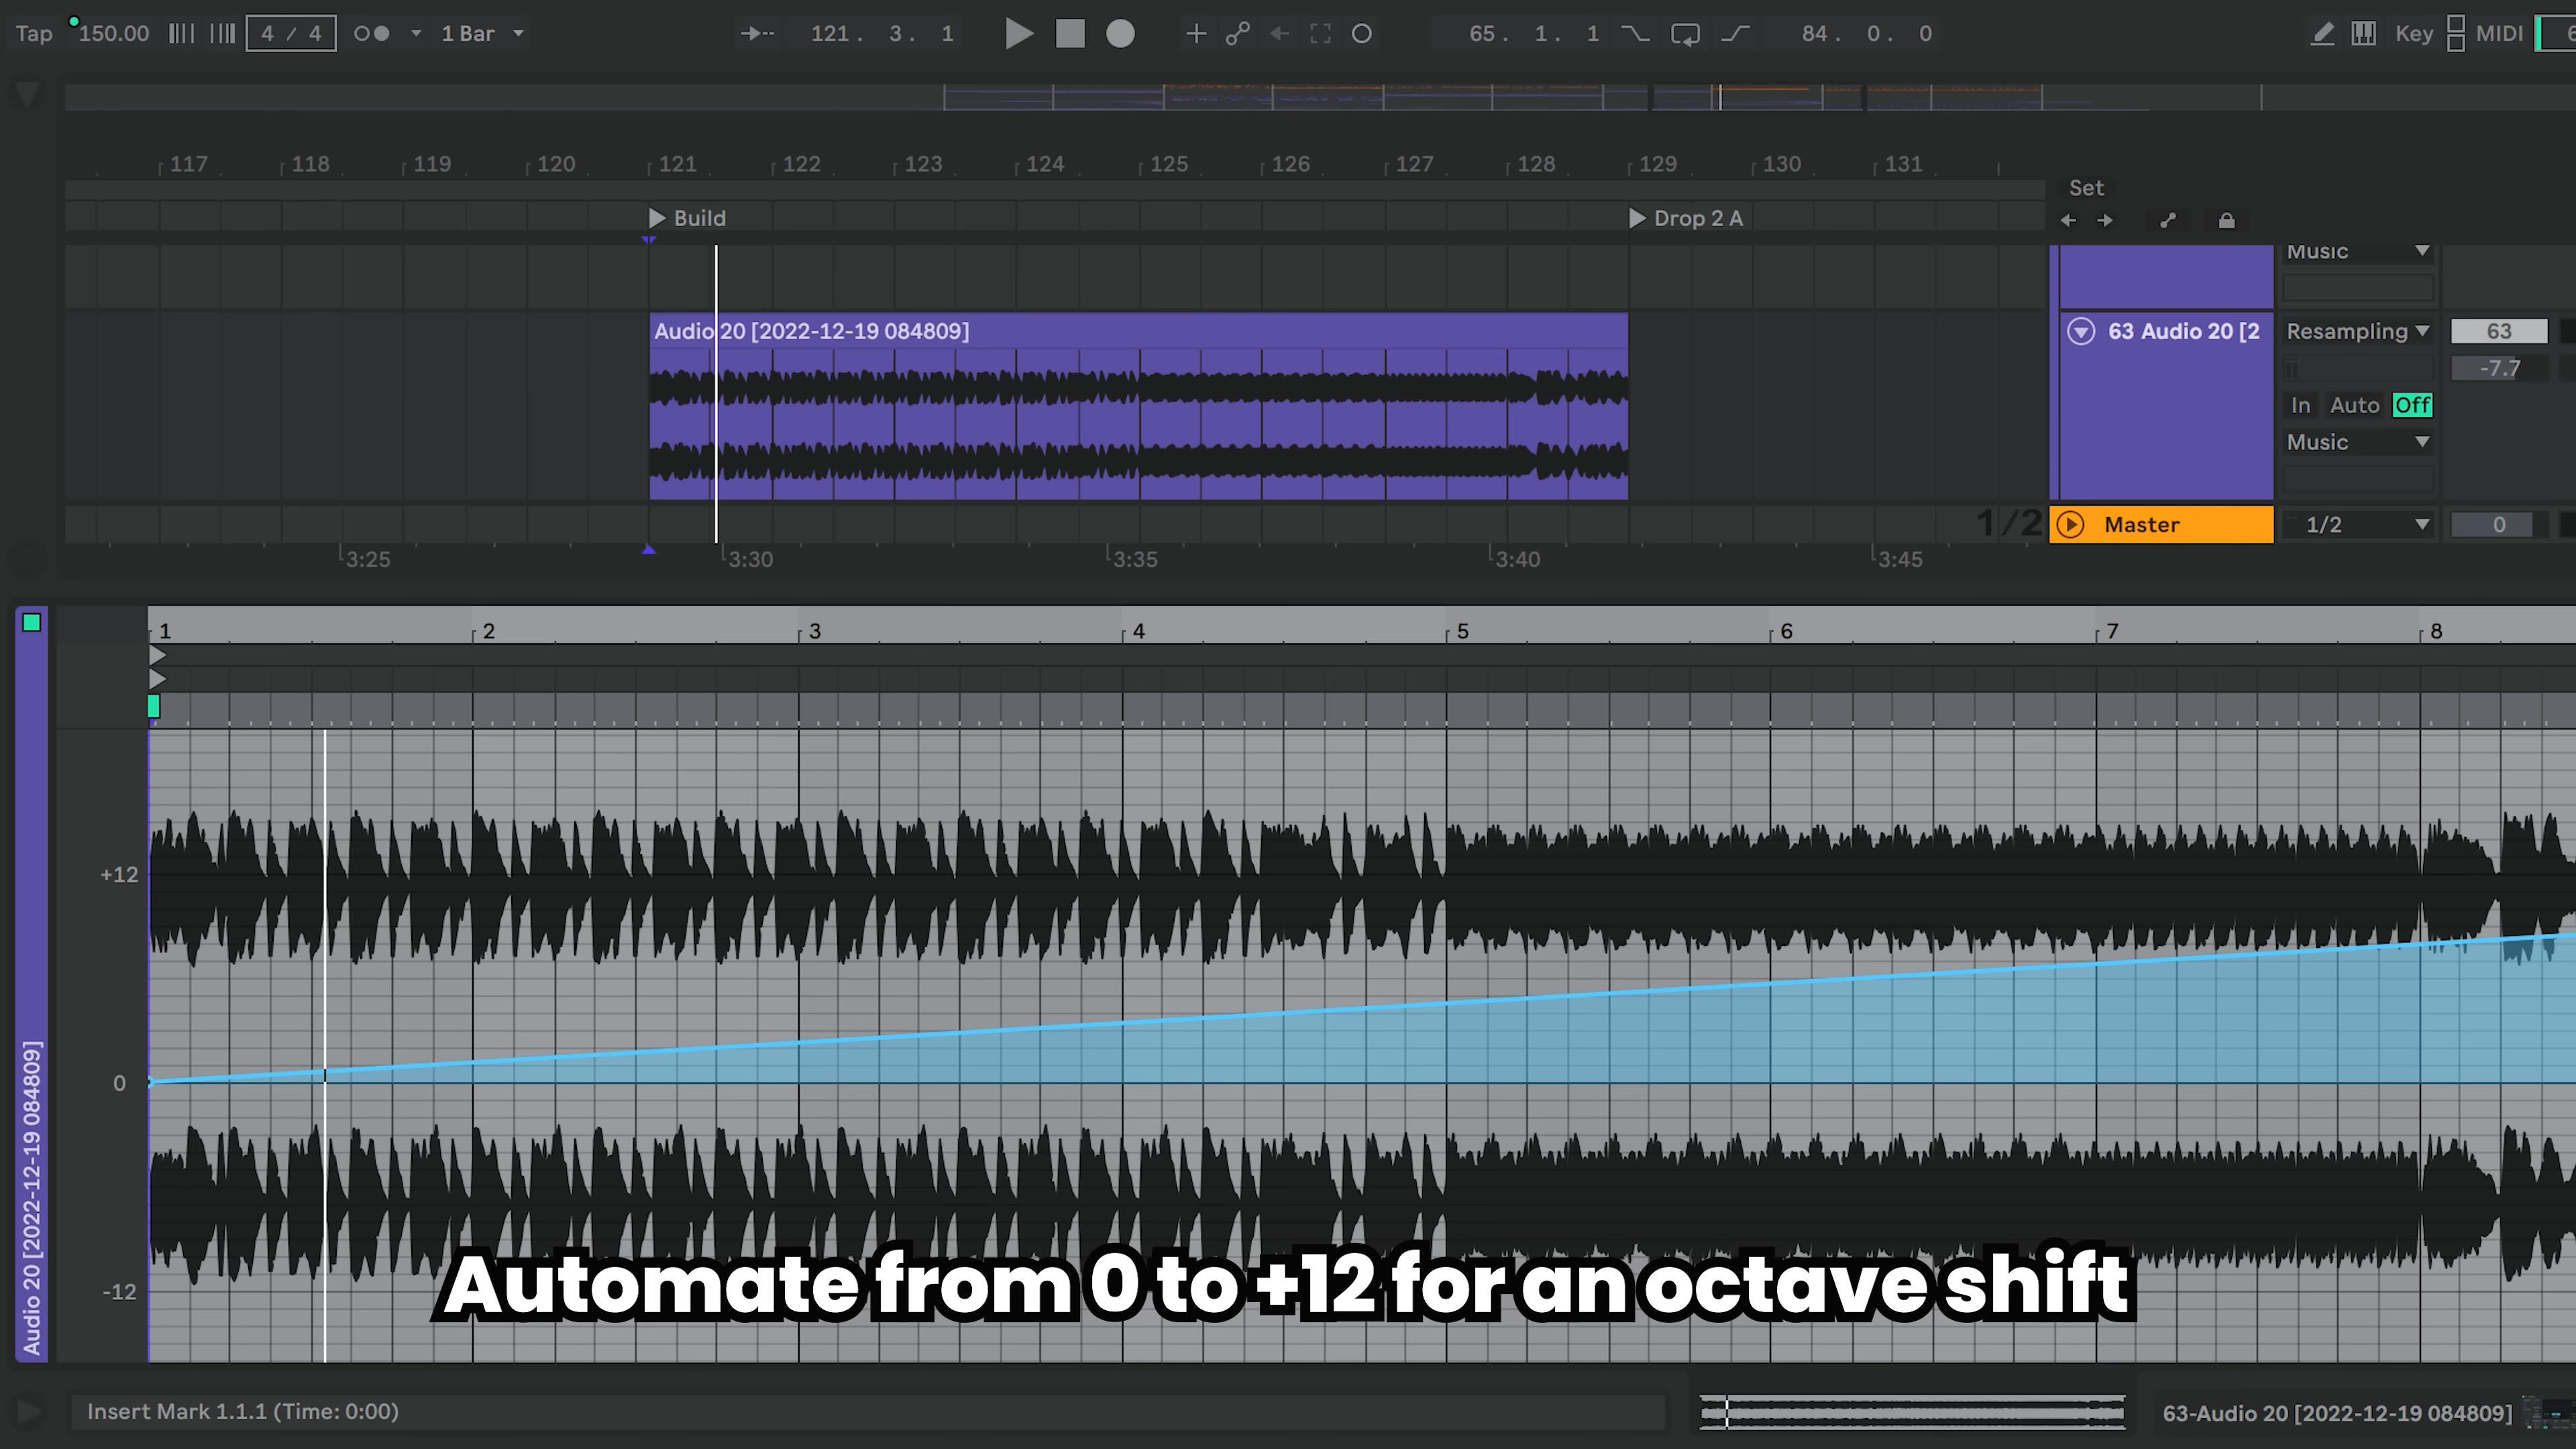 Tap 150.00 4 / 4 1 Bar 121. 3. 1 65. 1. 1 84. 0. 0 Key MIDI
117 118 119 120 121 122 123 124 125 126 127 128 129 130 131
Set
Build Drop 2 A
Music
Audio 20 [2022-12-19 084809] 63 Audio 20 [2 Resampling 63
-7.7
In Auto Off
Music
1/2 Master 1/2 0
3:25 3:30 3:35 3:40 3:45
1 2 3 4 5 6 7 8
+12
0
-12
Audio 20 [2022-12-19 084809]
Automate from 0 to +12 for an octave shift
Insert Mark 1.1.1 (Time: 0:00) 63-Audio 20 [2022-12-19 084809]